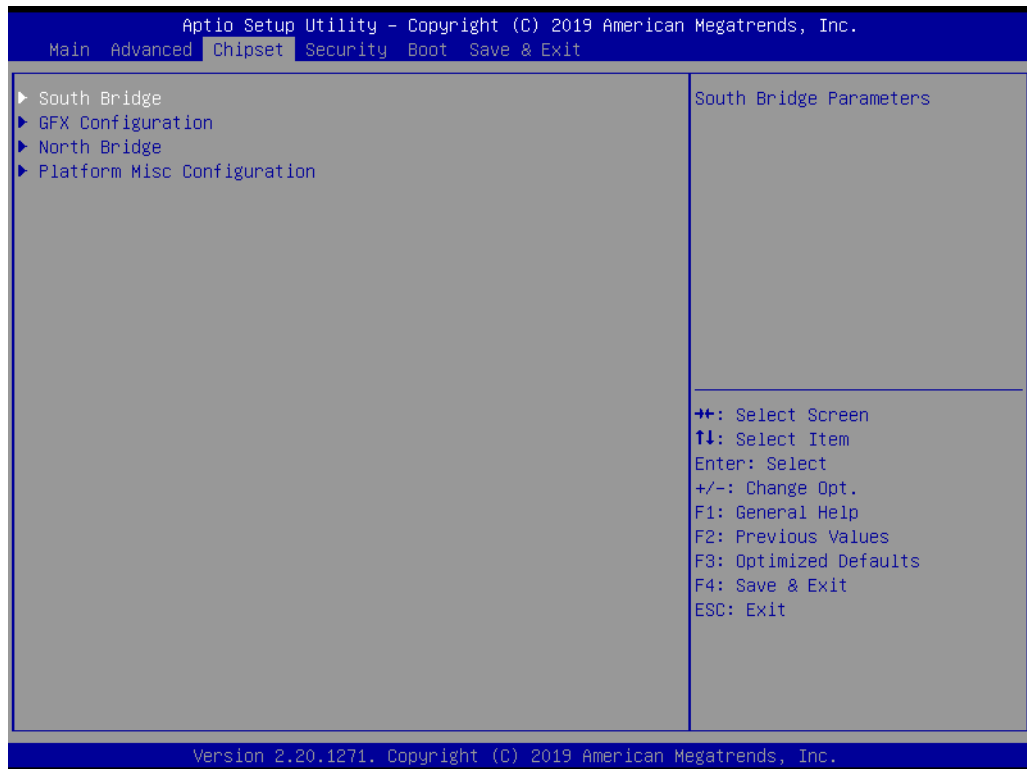 Aptio Setup Utility – Copyright (C) 2019 American Megatrends, Inc.
Main Advanced Chipset Security Boot Save & Exit
South Bridge
GFX Configuration
North Bridge
Platform Misc Configuration
South Bridge Parameters
→←: Select Screen
↑↓: Select Item
Enter: Select
+/-: Change Opt.
F1: General Help
F2: Previous Values
F3: Optimized Defaults
F4: Save & Exit
ESC: Exit
Version 2.20.1271. Copyright (C) 2019 American Megatrends, Inc.